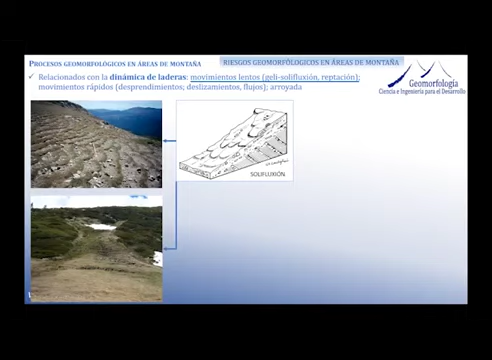 PROCESOS GEOMORFOLÓGICOS EN ÁREAS DE MONTAÑA
RIESGOS GEOMORFOLÓGICOS EN ÁREAS DE MONTAÑA
✓ Relacionados con la dinámica de laderas: movimientos lentos (geli-solifluxión, reptación);
movimientos rápidos (desprendimientos; deslizamientos, flujos); arroyada
Geomorfología
Ciencia e Ingeniería para el Desarrollo
SOLIFLUXIÓN